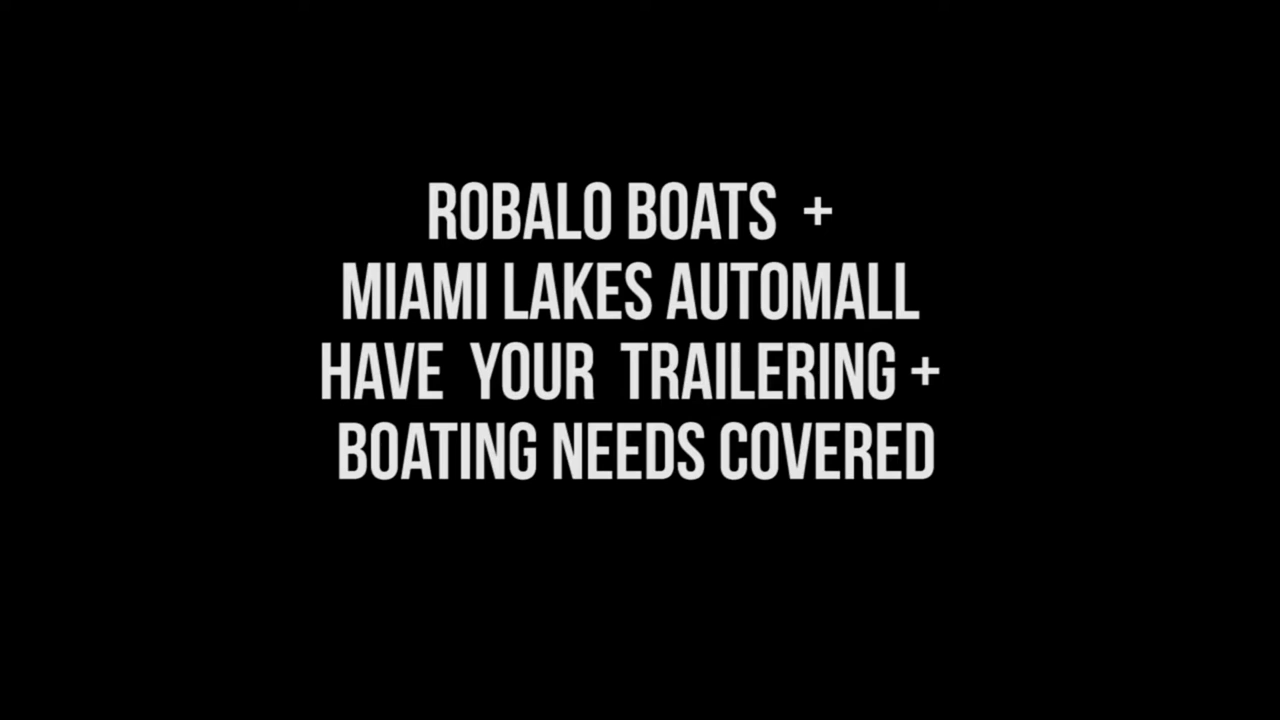 ROBALO BOATS +
MIAMI LAKES AUTOMALL
HAVE YOUR TRAILERING +
BOATING NEEDS COVERED